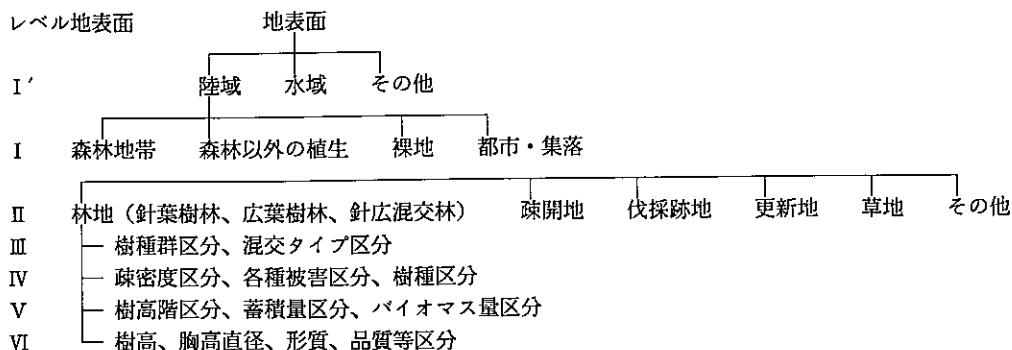 レベル地表面 地表面
I′ 陸域 水域 その他
I 森林地帯 森林以外の植生 裸地 都市・集落
II 林地（針葉樹林、広葉樹林、針広混交林） 疎開地 伐採跡地 更新地 草地 その他
III 樹種群区分、混交タイプ区分
IV 疎密度区分、各種被害区分、樹種区分
V 樹高階区分、蓄積量区分、バイオマス量区分
VI 樹高、胸高直径、形質、品質等区分